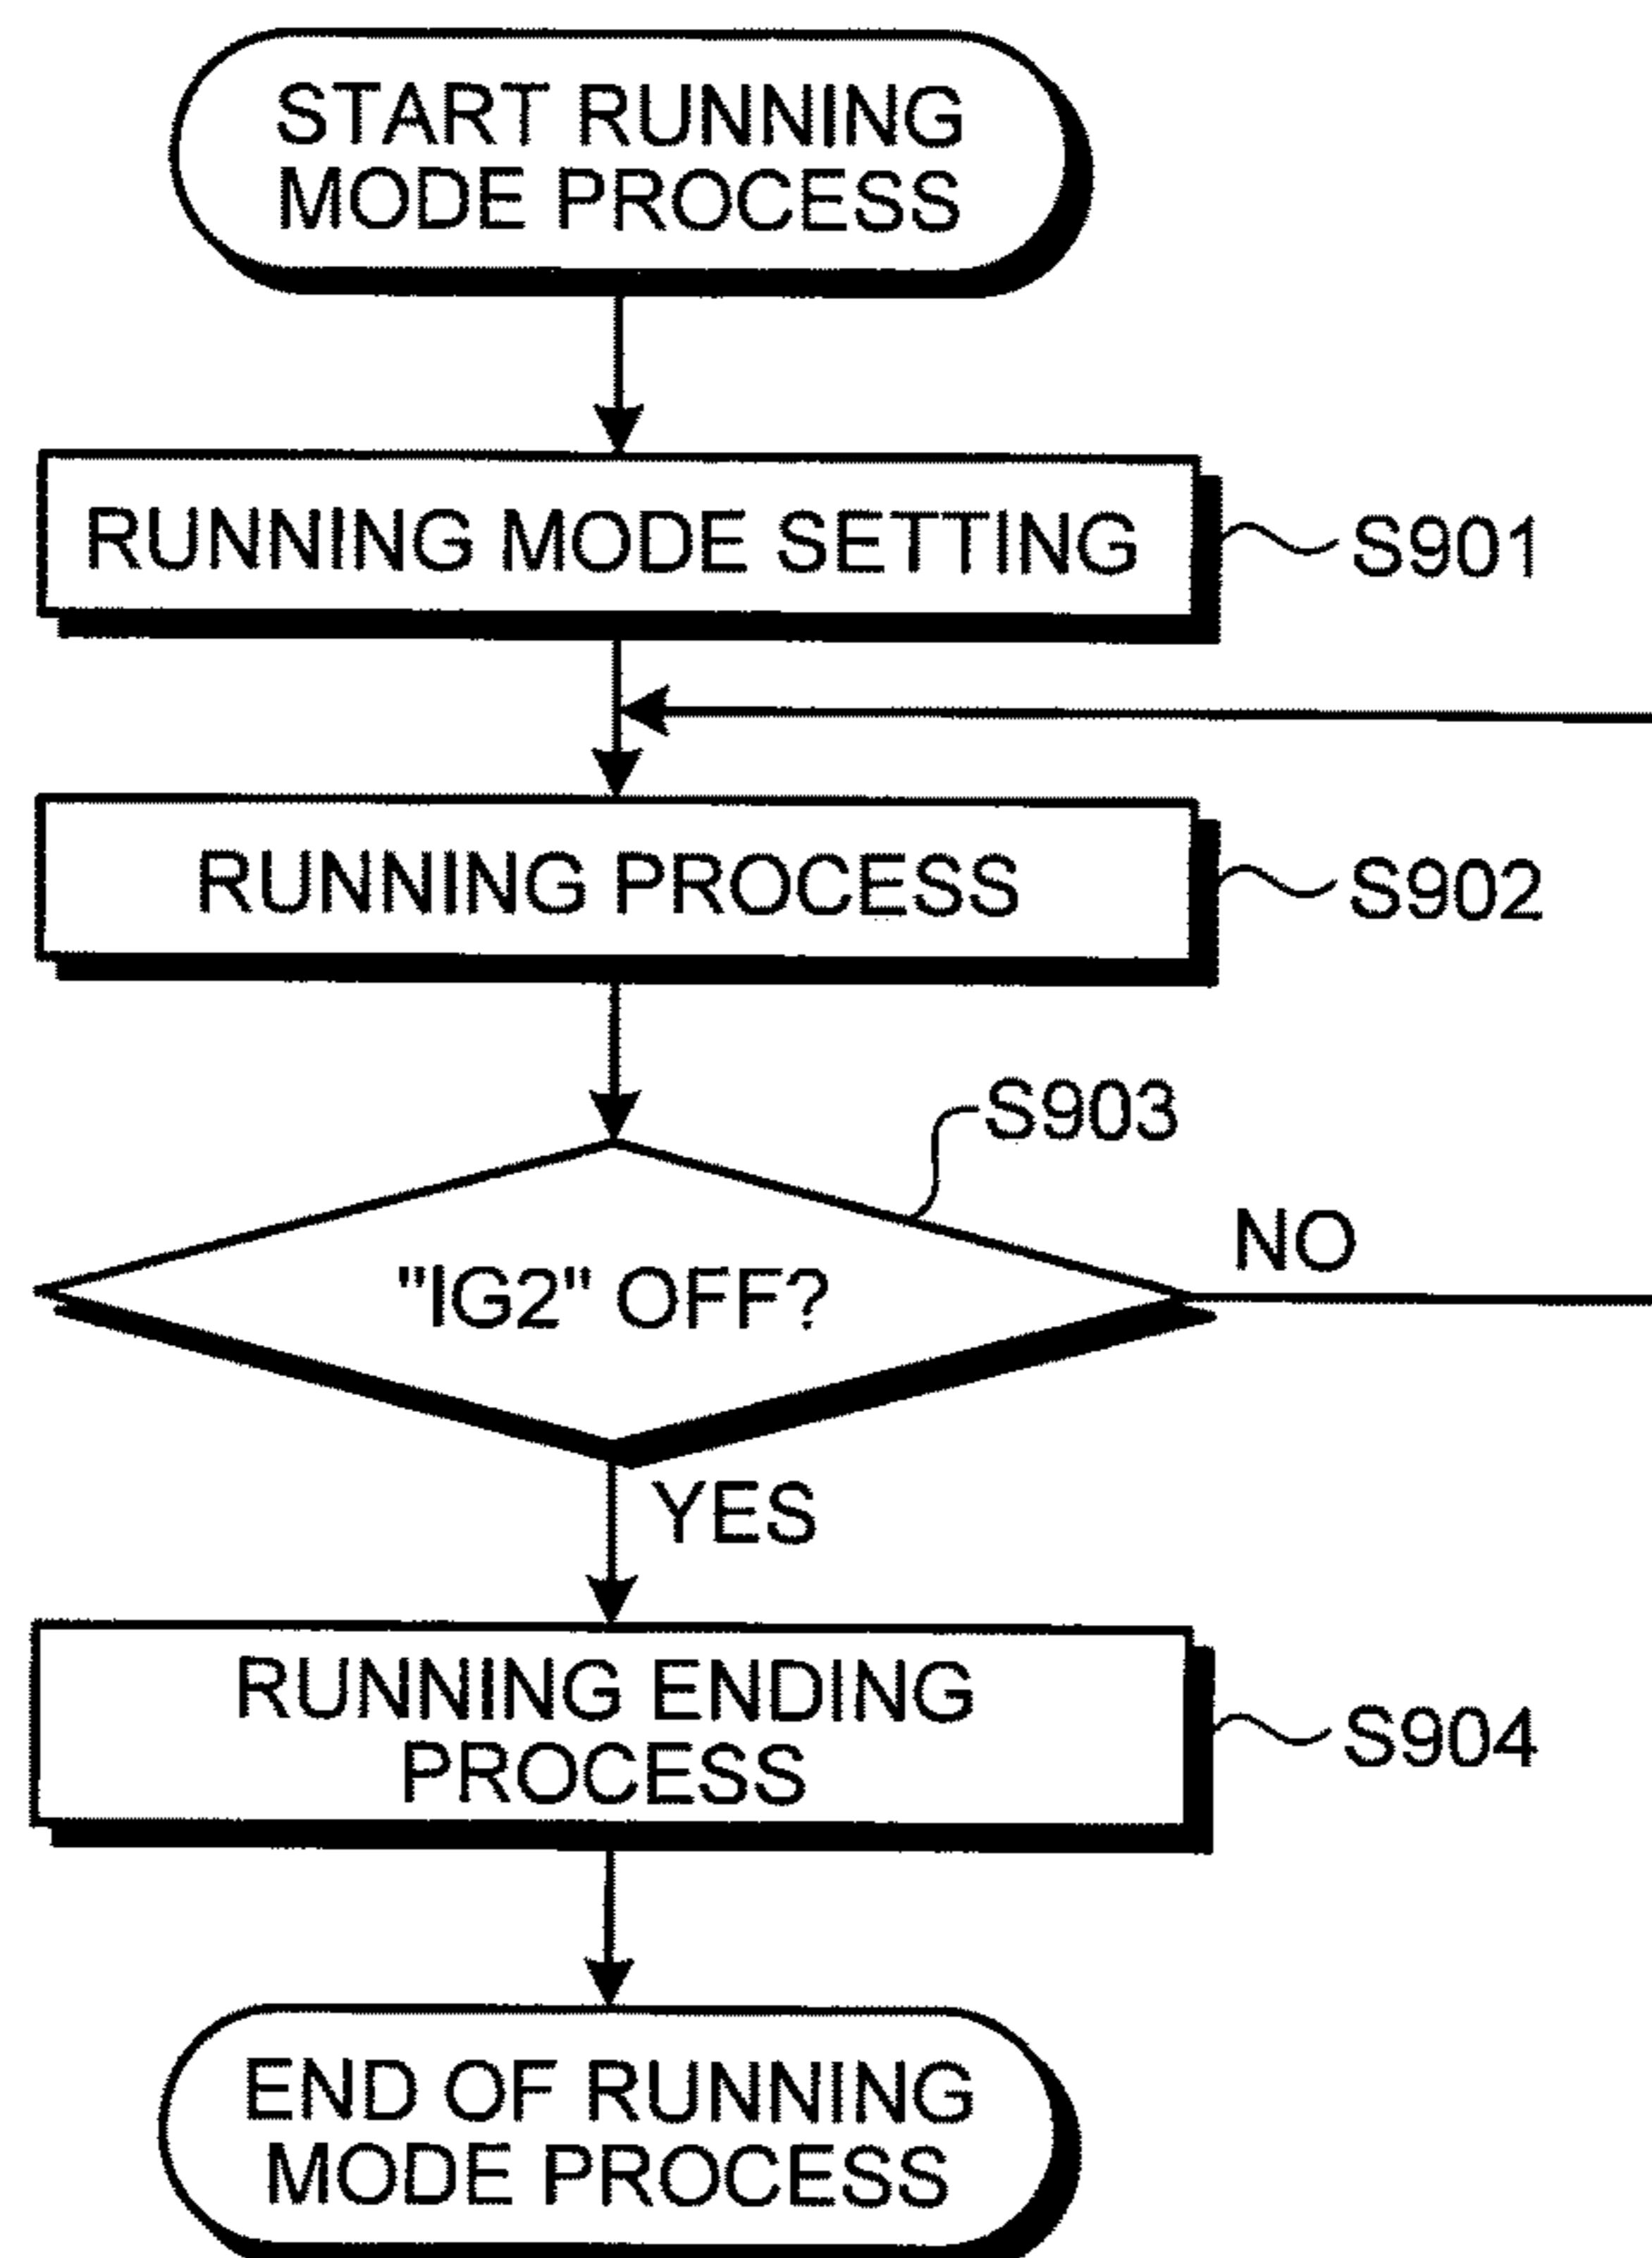 START RUNNING
MODE PROCESS
RUNNING MODE SETTING
S901
RUNNING PROCESS
S902
S903
"IG2" OFF?
NO
YES
RUNNING ENDING
PROCESS
S904
END OF RUNNING
MODE PROCESS